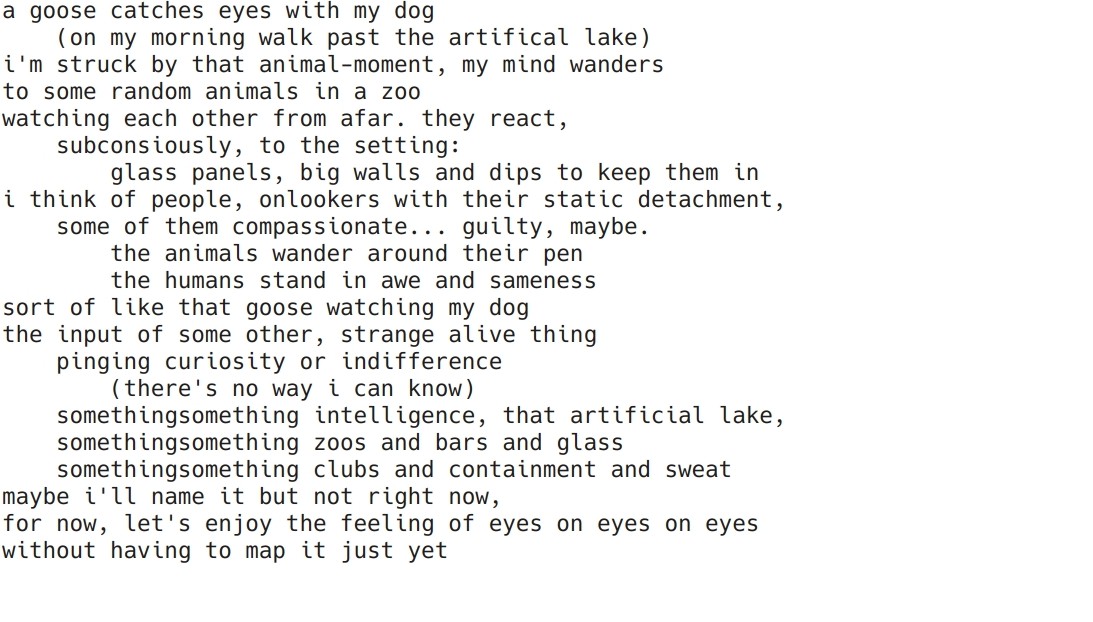 a goose catches eyes with my dog
    (on my morning walk past the artifical lake)
i'm struck by that animal-moment, my mind wanders
to some random animals in a zoo
watching each other from afar. they react,
    subconsiously, to the setting:
        glass panels, big walls and dips to keep them in
i think of people, onlookers with their static detachment,
    some of them compassionate... guilty, maybe.
        the animals wander around their pen
        the humans stand in awe and sameness
sort of like that goose watching my dog
the input of some other, strange alive thing
    pinging curiosity or indifference
        (there's no way i can know)
    somethingsomething intelligence, that artificial lake,
    somethingsomething zoos and bars and glass
    somethingsomething clubs and containment and sweat
maybe i'll name it but not right now,
for now, let's enjoy the feeling of eyes on eyes on eyes
without having to map it just yet